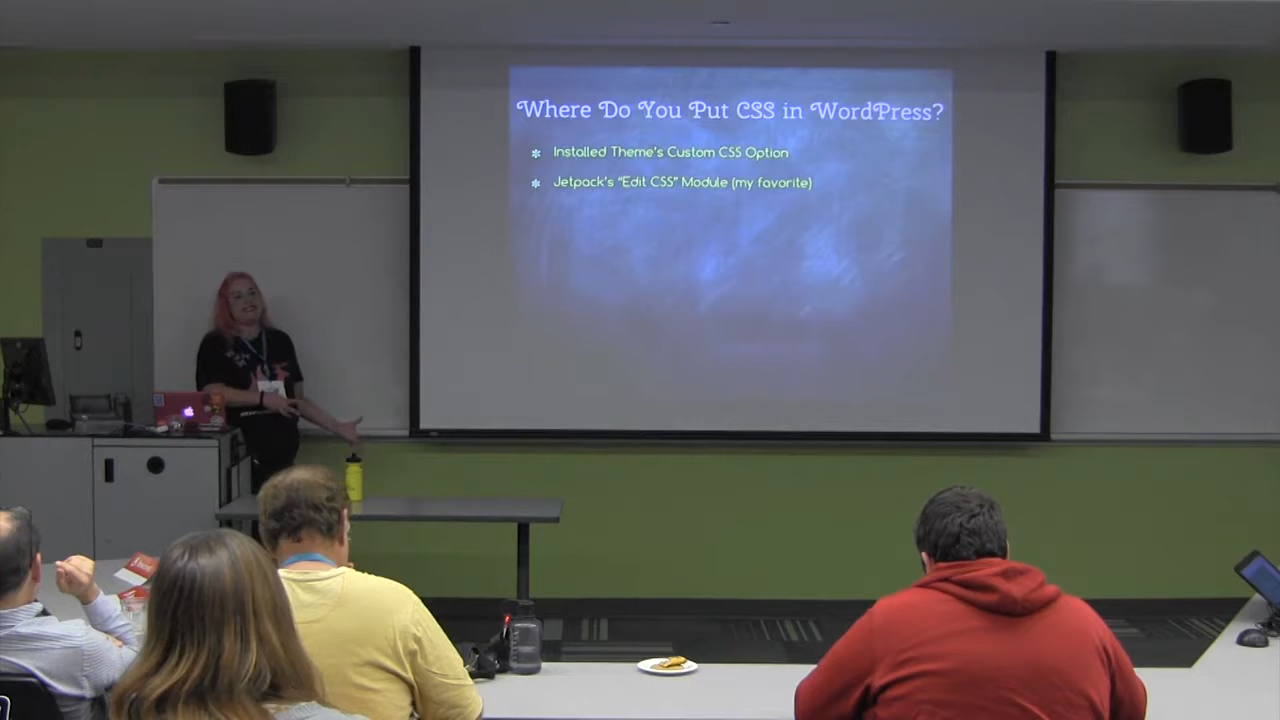 Where Do You Put CSS in WordPress?
Installed Theme's Custom CSS Option
Jetpack's "Edit CSS" Module (my favorite)